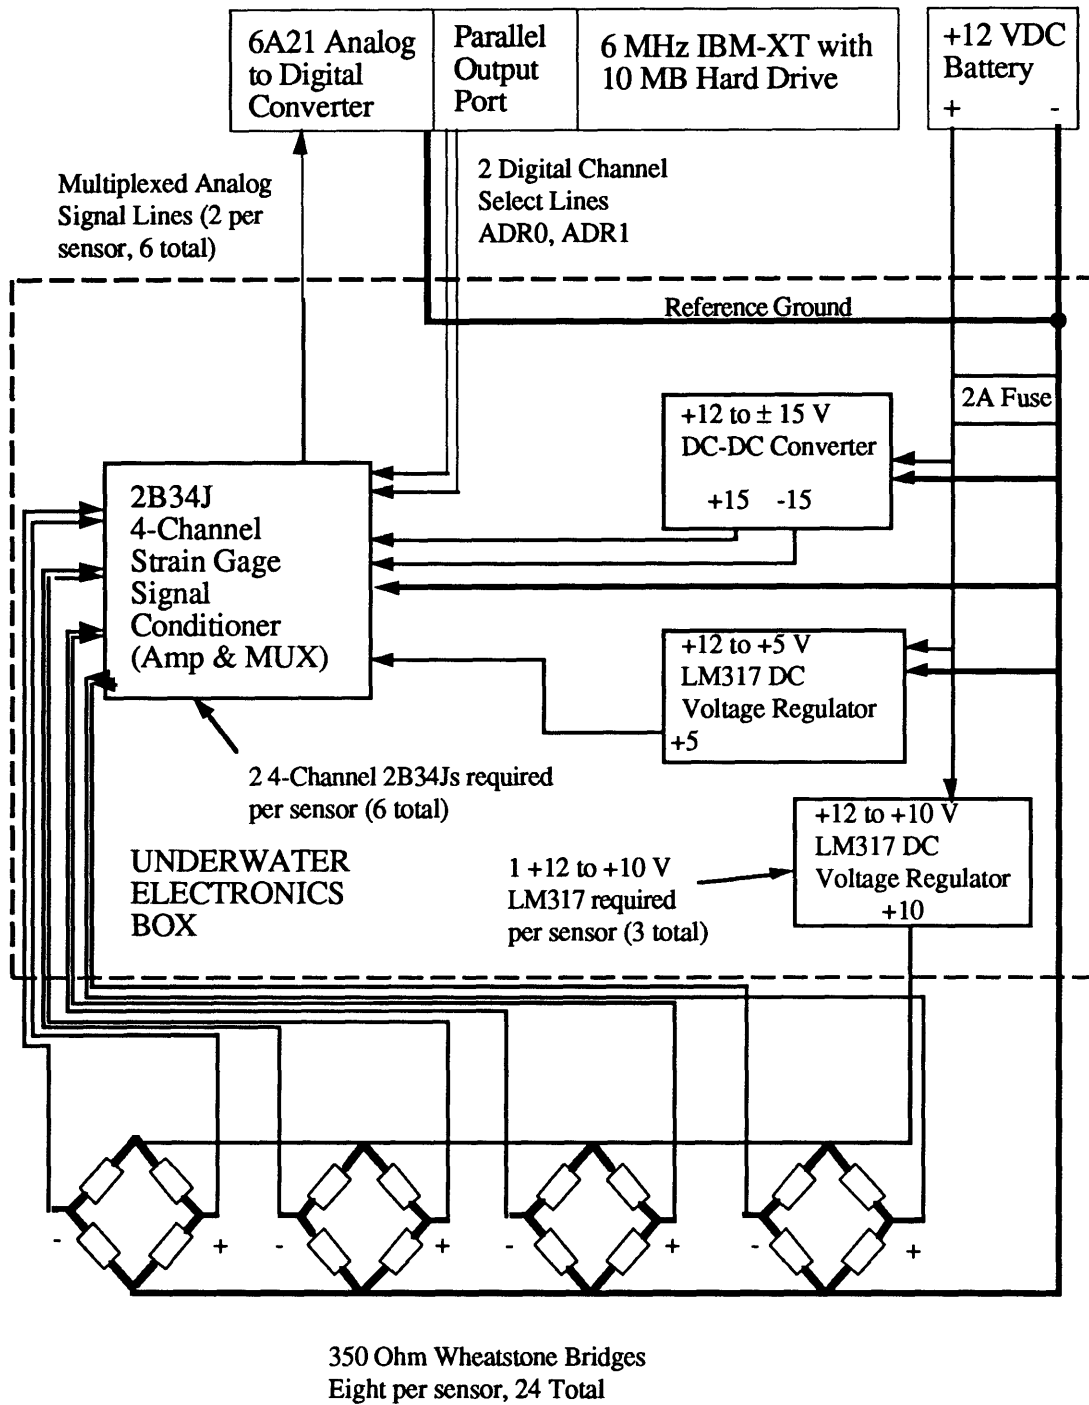 6A21 Analog
to Digital
Converter
Parallel
Output
Port
6 MHz IBM-XT with
10 MB Hard Drive
+12 VDC
Battery
+ -
Multiplexed Analog
Signal Lines (2 per
sensor, 6 total)
2 Digital Channel
Select Lines
ADR0, ADR1
Reference Ground
2A Fuse
+12 to ± 15 V
DC-DC Converter
+15 -15
2B34J
4-Channel
Strain Gage
Signal
Conditioner
(Amp & MUX)
+12 to +5 V
LM317 DC
Voltage Regulator
+5
2 4-Channel 2B34Js required
per sensor (6 total)
+12 to +10 V
LM317 DC
Voltage Regulator
+10
1 +12 to +10 V
LM317 required
per sensor (3 total)
UNDERWATER
ELECTRONICS
BOX
- + - + - + - +
350 Ohm Wheatstone Bridges
Eight per sensor, 24 Total